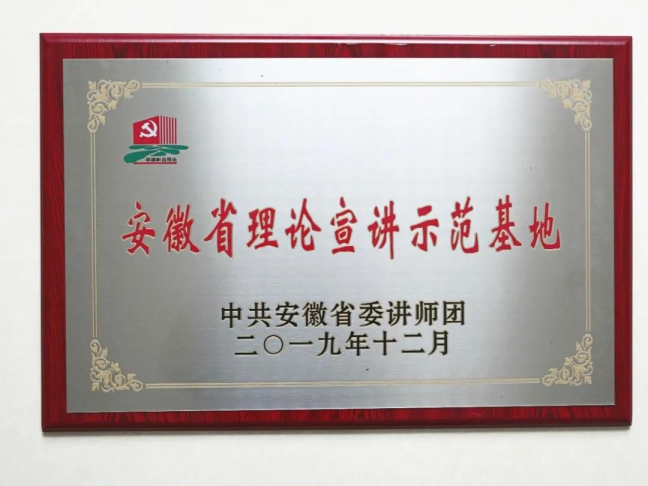 安徽省理论宣讲示范基地
中共安徽省委讲师团
二〇一九年十二月